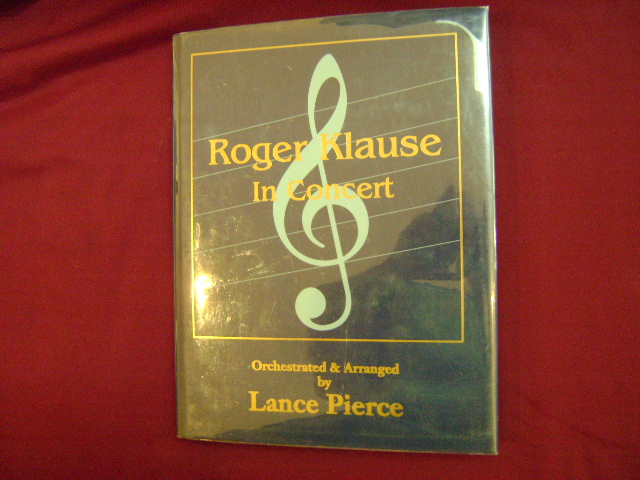 Roger Klause
In Concert
Orchestrated & Arranged
by
Lance Pierce